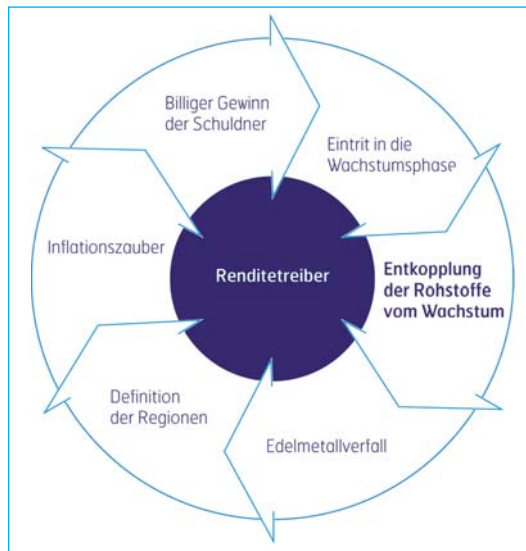 Billiger Gewinn
der Schuldner
Eintrit in die
Wachstumsphase
Inflationszauber
Renditetreiber
Entkopplung
der Rohstoffe
vom Wachstum
Definition
der Regionen
Edelmetallverfall